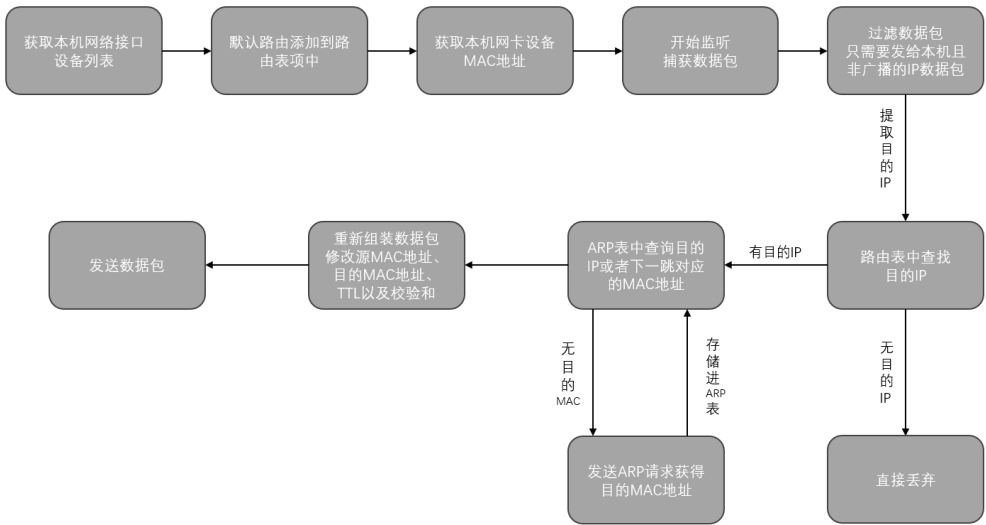 获取本机网络接口
设备列表
默认路由添加到路
由表项中
获取本机网卡设备
MAC地址
开始监听
捕获数据包
过滤数据包
只需要发给本机且
非广播的IP数据包
提
取
目
的
IP
发送数据包
重新组装数据包
修改源MAC地址、
目的MAC地址、
TTL以及校验和
ARP表中查询目的
IP或者下一跳对应
的MAC地址
有目的IP
路由表中查找
目的IP
无
目
的
MAC
存
储
进
ARP
表
无
目
的
IP
发送ARP请求获得
目的MAC地址
直接丢弃